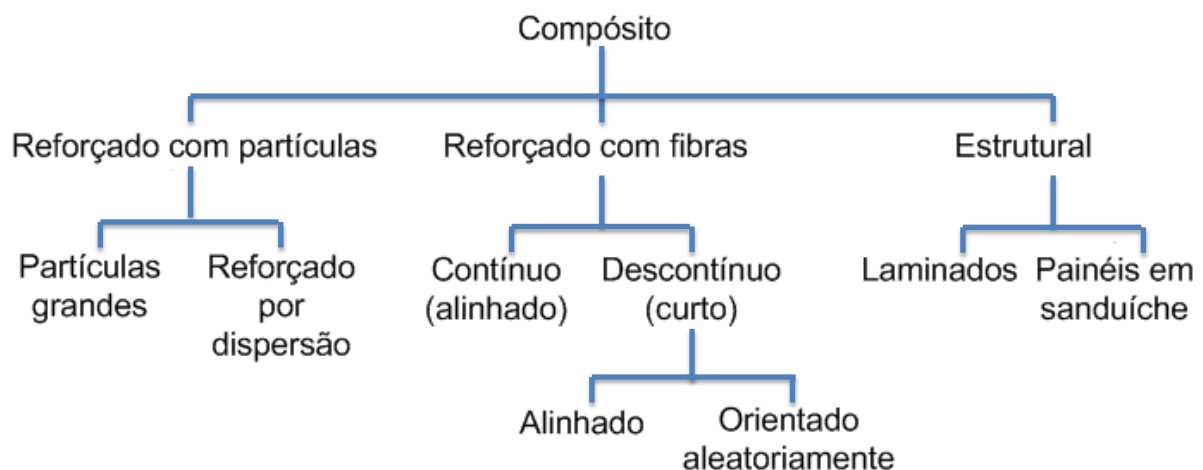 Compósito
Reforçado com partículas
Reforçado com fibras
Estrutural
Partículas
grandes
Reforçado
por
dispersão
Contínuo
(alinhado)
Descontínuo
(curto)
Laminados
Painéis em
sanduíche
Alinhado
Orientado
aleatoriamente